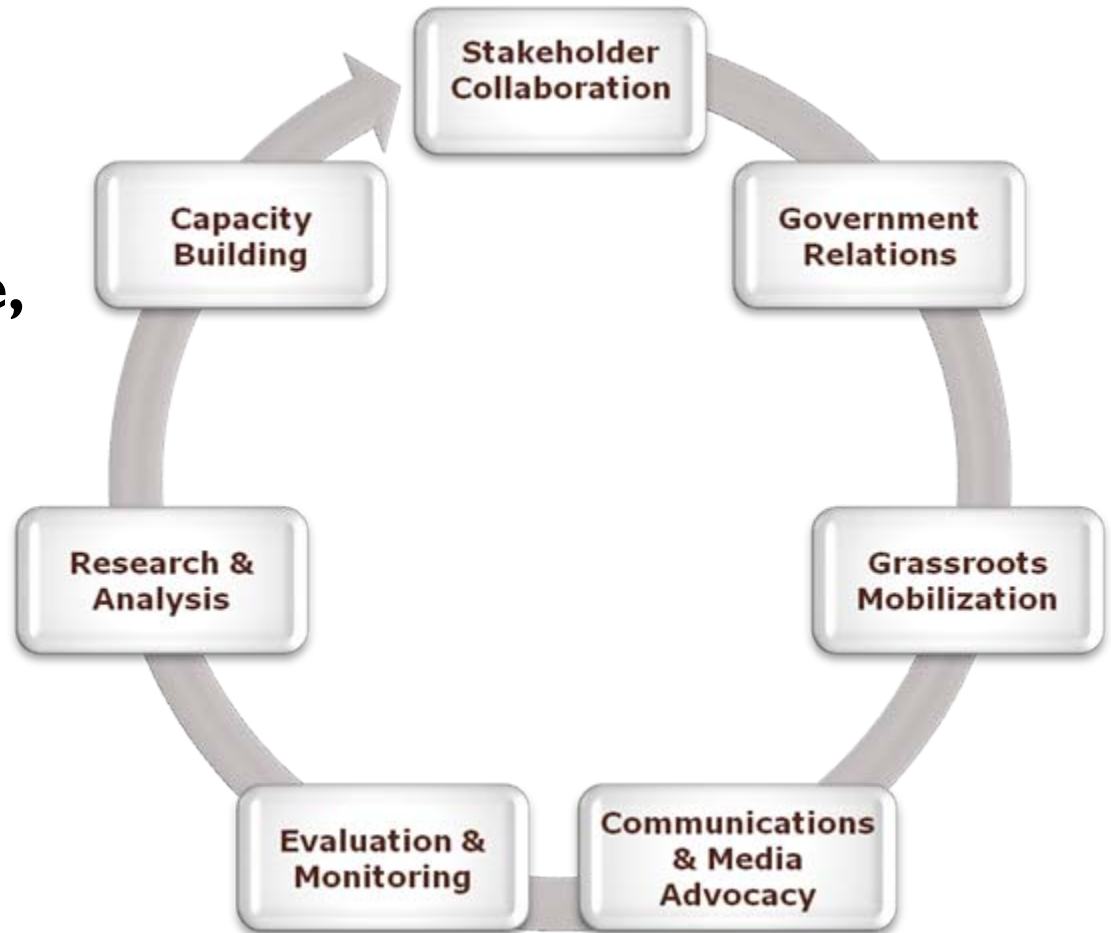 Stakeholder
Collaboration
Government
Relations
Grassroots
Mobilization
Communications
& Media
Advocacy
Evaluation &
Monitoring
Research &
Analysis
Capacity
Building